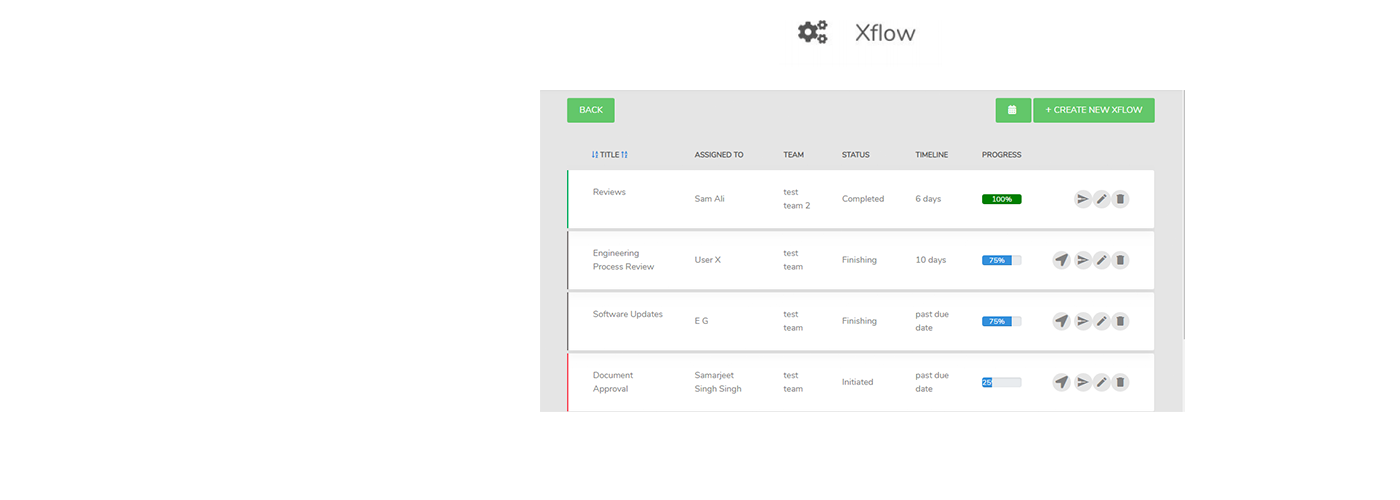 Xflow
BACK
+ CREATE NEW XFLOW
TITLE ASSIGNED TO TEAM STATUS TIMELINE PROGRESS
Reviews
Sam Ali
test
team 2
Completed
6 days
100%
Engineering
Process Review
User X
test
team
Finishing
10 days
75%
Software Updates
E G
test
team
Finishing
past due
date
75%
Document
Approval
Samarjeet
Singh Singh
test
team
Initiated
past due
date
25